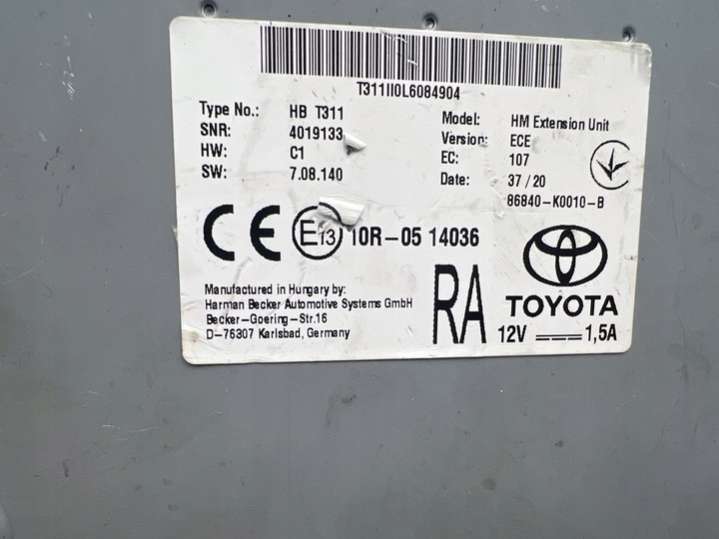 T311II0L6084904
Type No.: HB T311
SNR: 4019133
HW: C1
SW: 7.08.140
Model: HM Extension Unit
Version: ECE
EC: 107
Date: 37/20
86840-K0010-B
CE E13 10R-05 14036
Manufactured in Hungary by:
Harman Becker Automotive Systems GmbH
Becker-Goering-Str.16
D-76307 Karlsbad, Germany
RA
TOYOTA
12V 1,5A